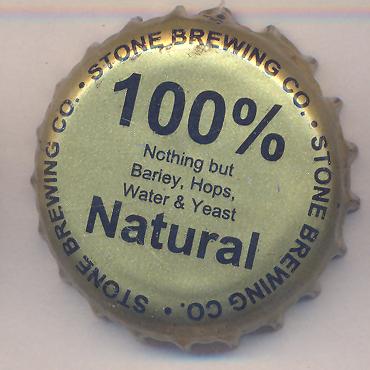 STONE BREWING CO. • STONE BREWING CO. • STONE BREWING CO. •
100%
Nothing but
Barley, Hops,
Water & Yeast
Natural